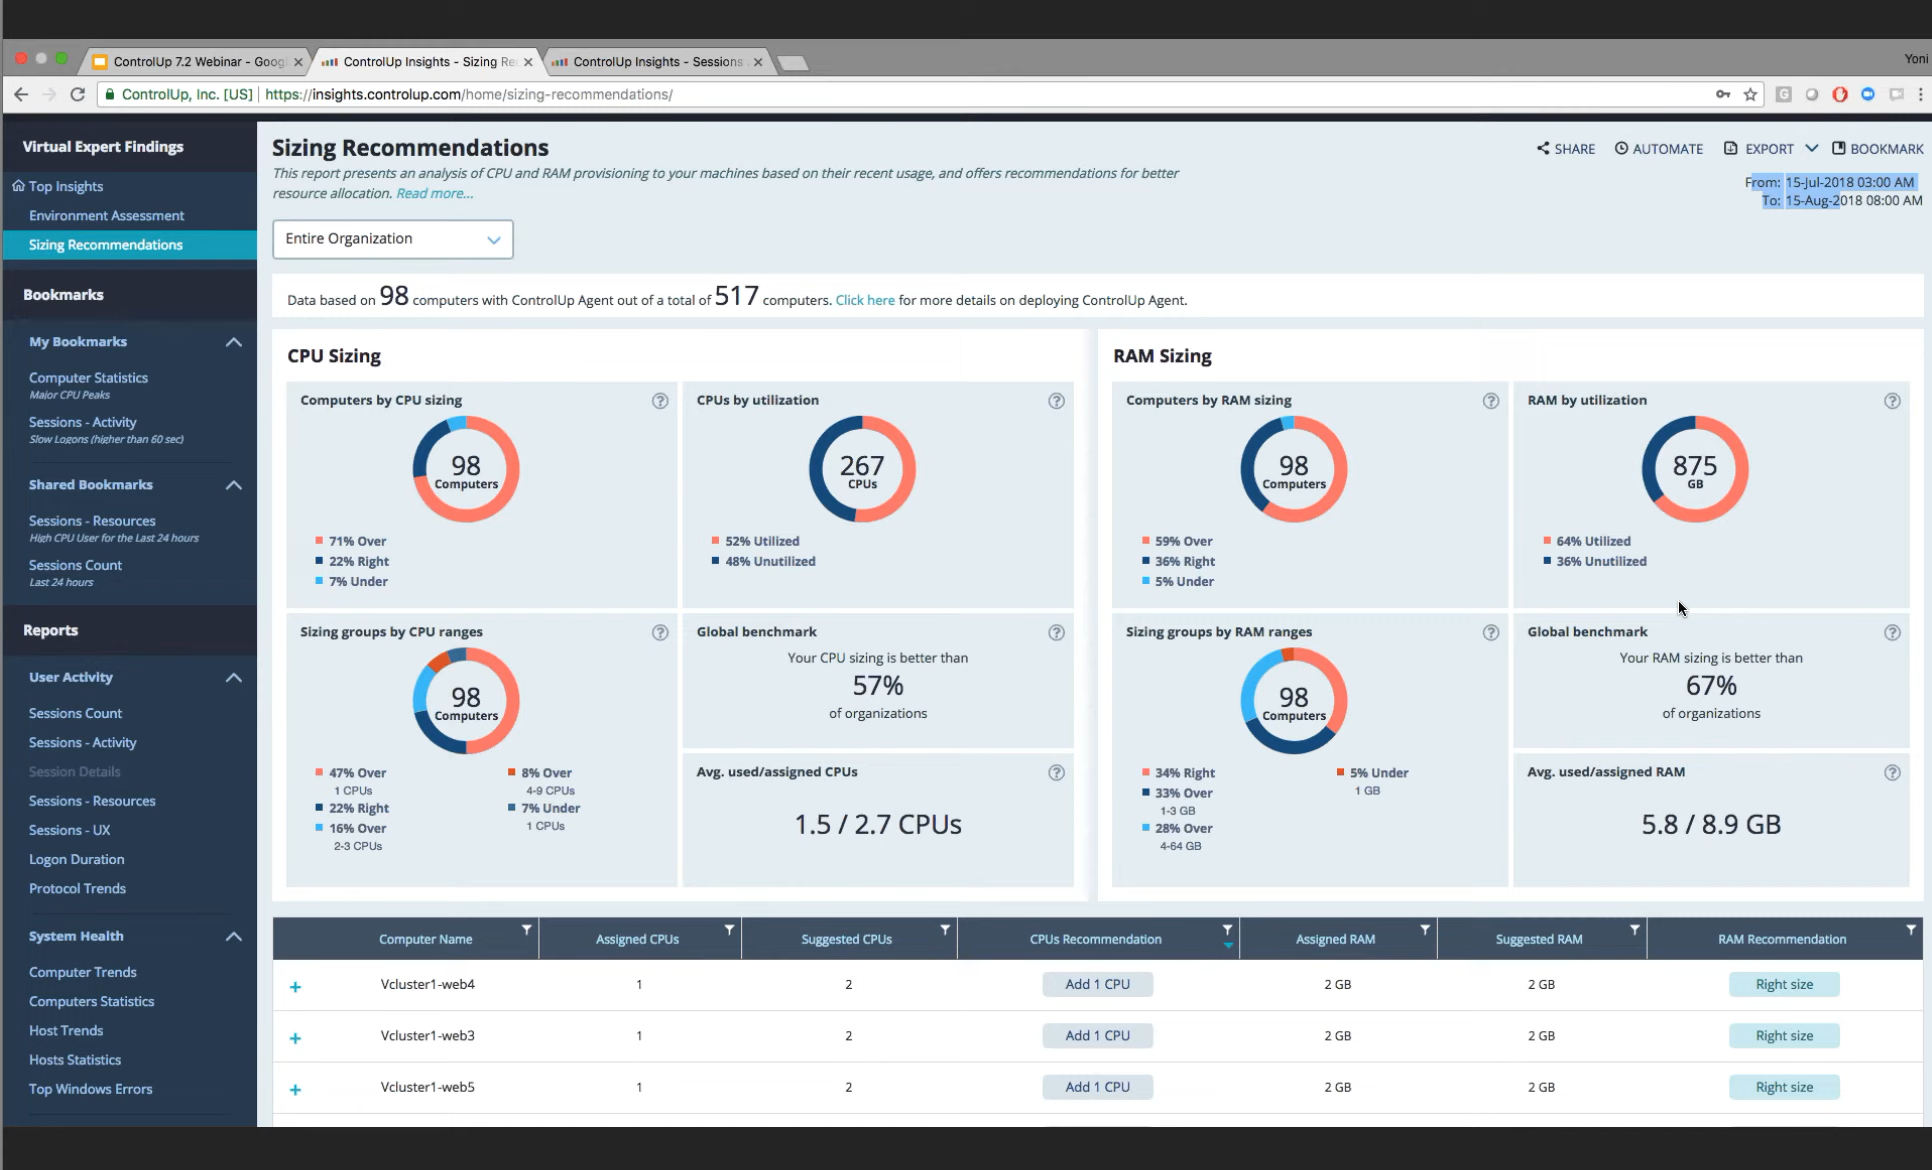 ControlUp 7.2 Webinar - Goog
ControlUp Insights - Sizing Re
ControlUp Insights - Sessions
Yoni
ControlUp, Inc. [US]
https://insights.controlup.com/home/sizing-recommendations/
Virtual Expert Findings
Top Insights
Environment Assessment
Sizing Recommendations
Bookmarks
My Bookmarks
Computer Statistics
Major CPU Peaks
Sessions - Activity
Slow Logons (higher than 60 sec)
Shared Bookmarks
Sessions - Resources
High CPU User for the Last 24 hours
Sessions Count
Last 24 hours
Reports
User Activity
Sessions Count
Sessions - Activity
Session Details
Sessions - Resources
Sessions - UX
Logon Duration
Protocol Trends
System Health
Computer Trends
Computers Statistics
Host Trends
Hosts Statistics
Top Windows Errors
Sizing Recommendations
This report presents an analysis of CPU and RAM provisioning to your machines based on their recent usage, and offers recommendations for better
resource allocation. Read more...
SHARE AUTOMATE EXPORT BOOKMARK
From: 15-Jul-2018 03:00 AM
To: 15-Aug-2018 08:00 AM
Entire Organization
Data based on 98 computers with ControlUp Agent out of a total of 517 computers. Click here for more details on deploying ControlUp Agent.
CPU Sizing
Computers by CPU sizing
98
Computers
71% Over
22% Right
7% Under
CPUs by utilization
267
CPUs
52% Utilized
48% Unutilized
Sizing groups by CPU ranges
98
Computers
47% Over
1 CPUs
22% Right
16% Over
2-3 CPUs
8% Over
4-9 CPUs
7% Under
1 CPUs
Global benchmark
Your CPU sizing is better than
57%
of organizations
Avg. used/assigned CPUs
1.5 / 2.7 CPUs
RAM Sizing
Computers by RAM sizing
98
Computers
59% Over
36% Right
5% Under
RAM by utilization
875
GB
64% Utilized
36% Unutilized
Sizing groups by RAM ranges
98
Computers
34% Right
33% Over
1-3 GB
28% Over
4-64 GB
5% Under
1 GB
Global benchmark
Your RAM sizing is better than
67%
of organizations
Avg. used/assigned RAM
5.8 / 8.9 GB
Computer Name Assigned CPUs Suggested CPUs CPUs Recommendation Assigned RAM Suggested RAM RAM Recommendation
+ Vcluster1-web4 1 2 Add 1 CPU 2 GB 2 GB Right size
+ Vcluster1-web3 1 2 Add 1 CPU 2 GB 2 GB Right size
+ Vcluster1-web5 1 2 Add 1 CPU 2 GB 2 GB Right size